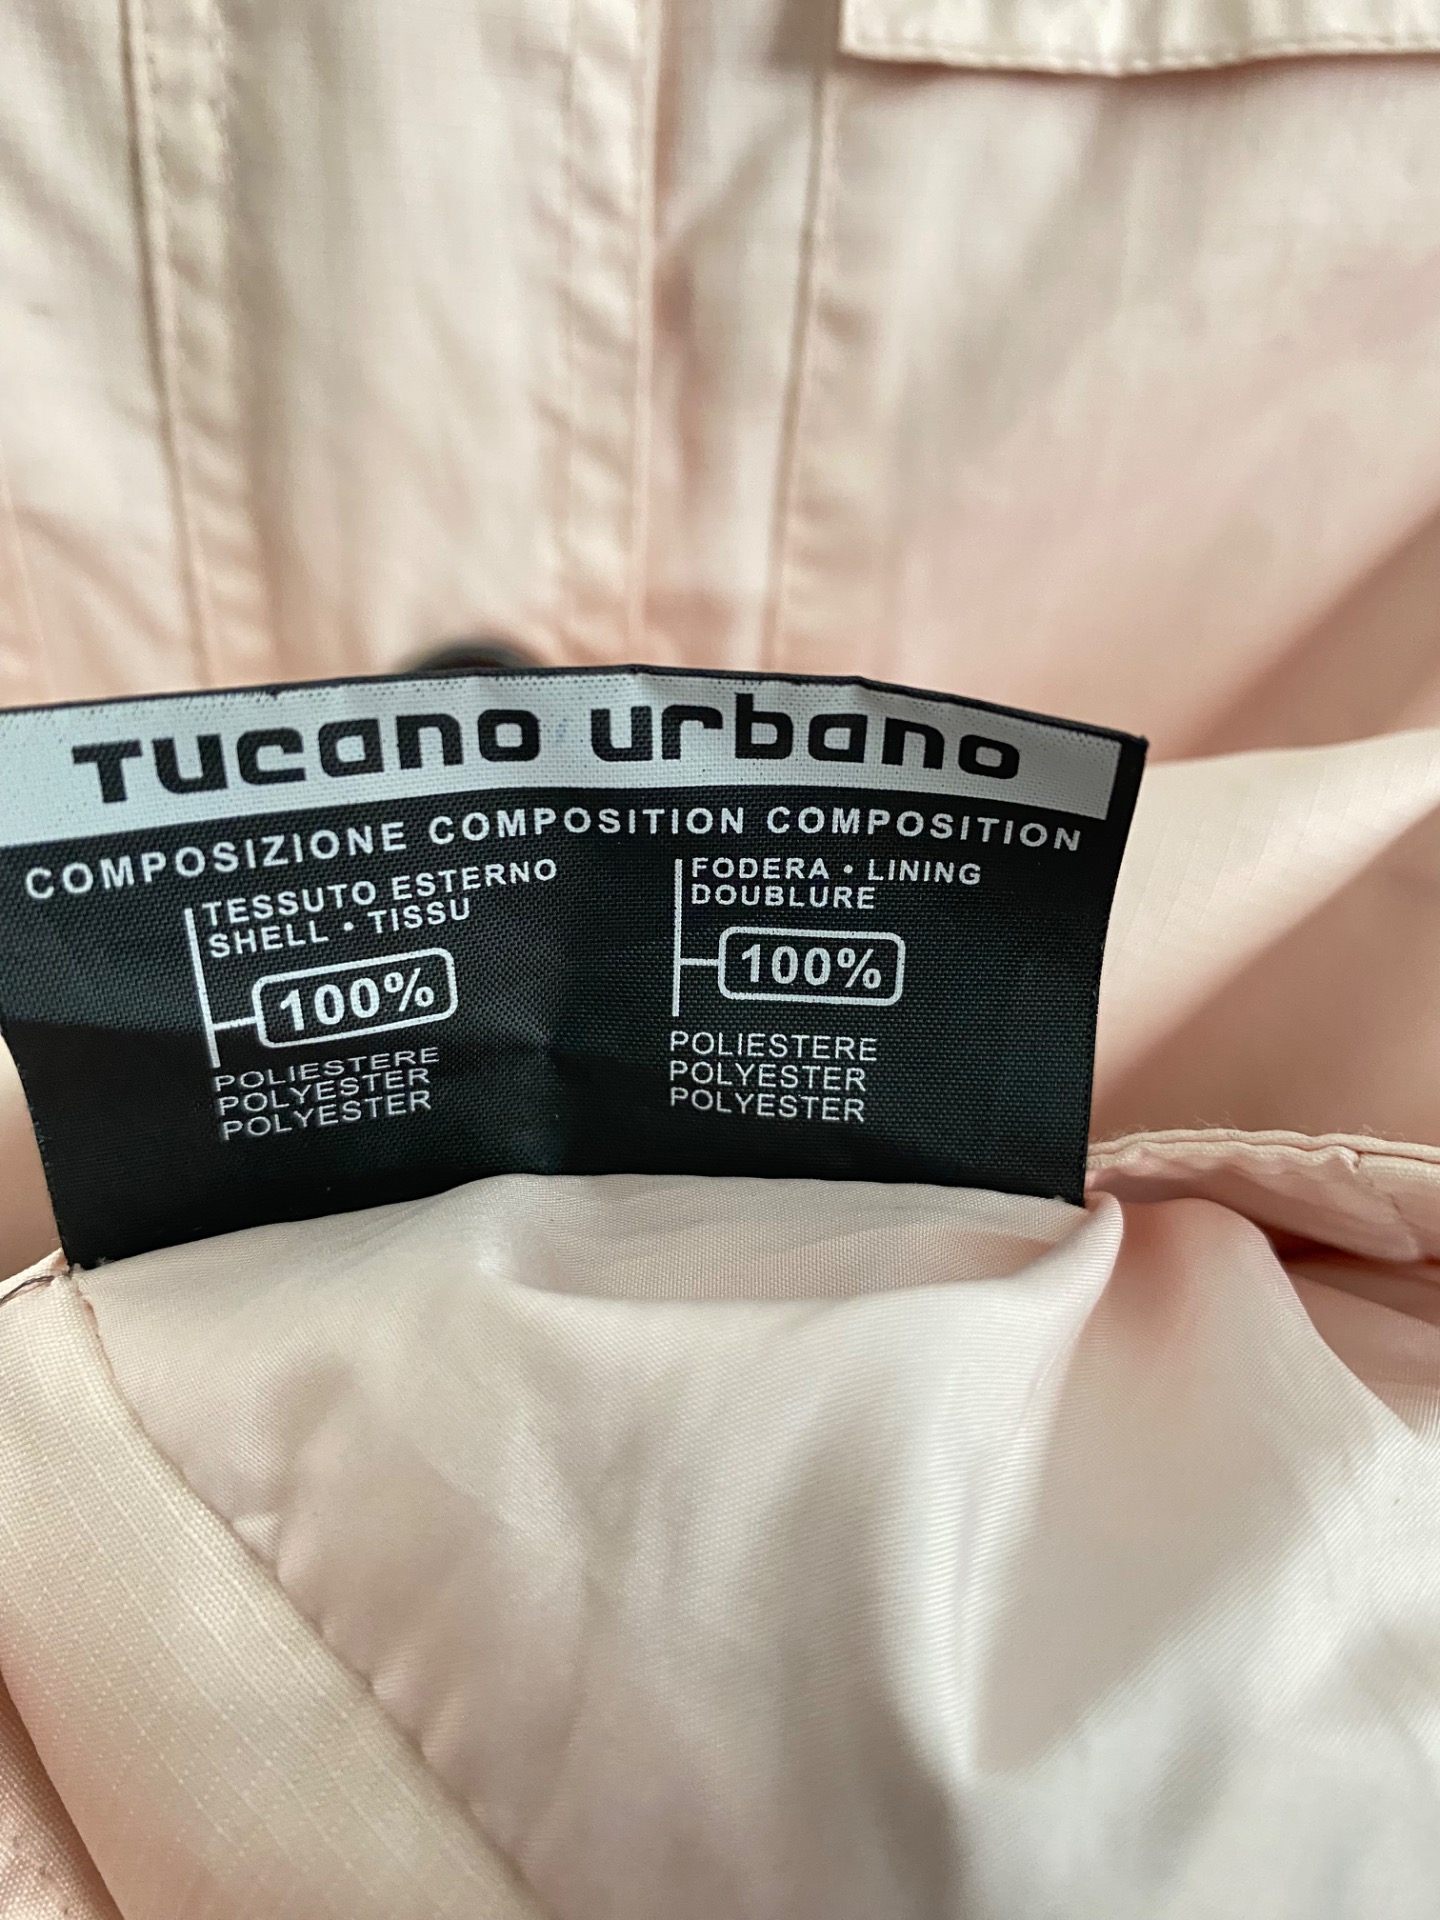 Tucano urbano
COMPOSIZIONE COMPOSITION COMPOSITION
TESSUTO ESTERNO
SHELL • TISSU
100%
POLIESTERE
POLYESTER
POLYESTER
FODERA • LINING
DOUBLURE
100%
POLIESTERE
POLYESTER
POLYESTER